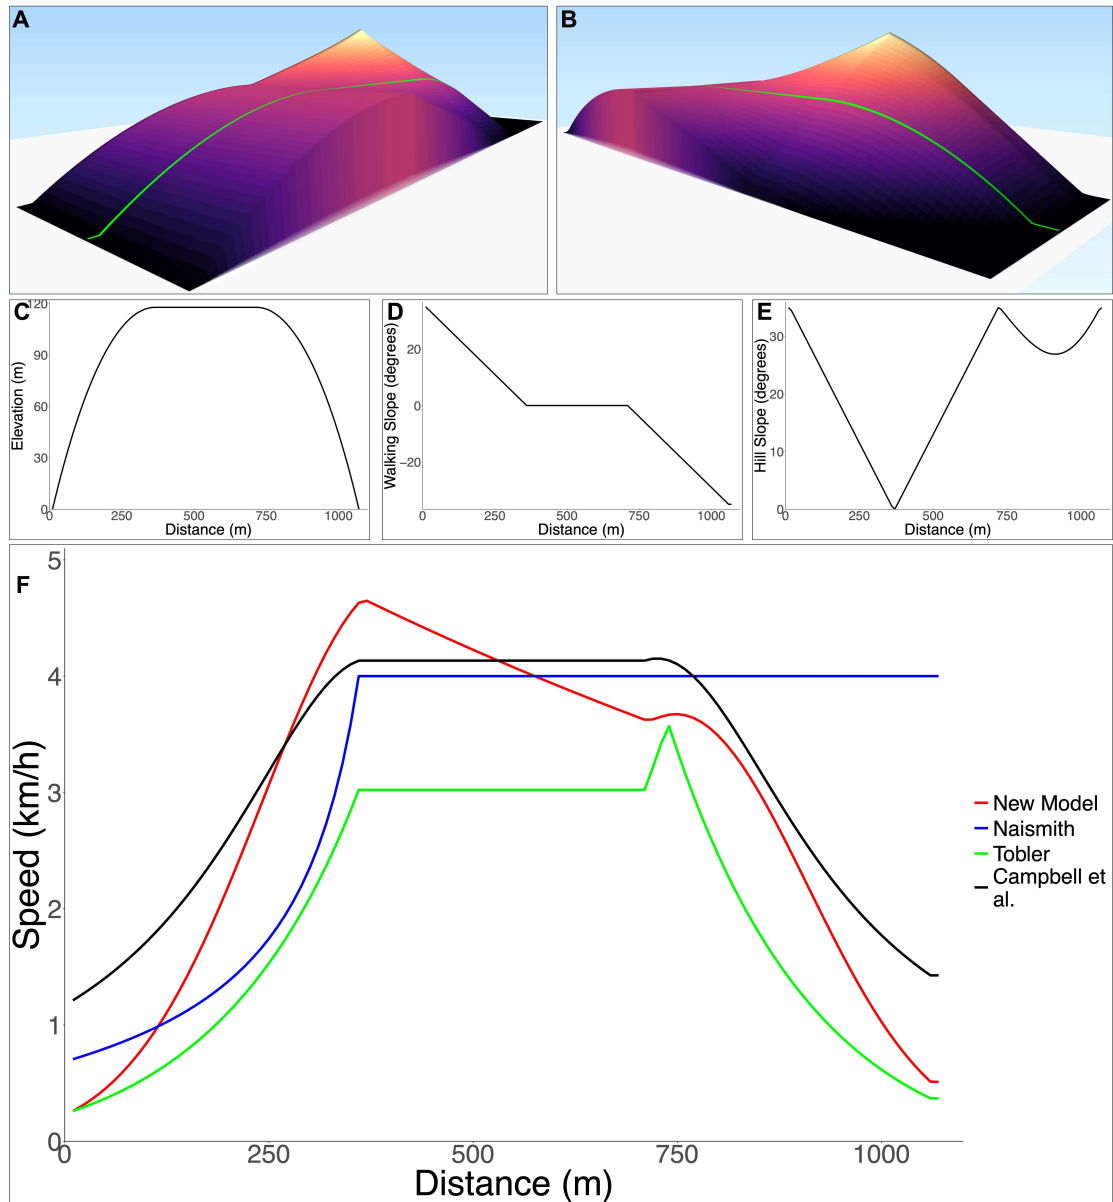 A
B
C
120
90
60
30
0
Elevation (m)
0 250 500 750 1000
Distance (m)
D
20
0
−20
Walking Slope (degrees)
0 250 500 750 1000
Distance (m)
E
30
20
10
0
Hill Slope (degrees)
0 250 500 750 1000
Distance (m)
F
5
4
3
2
1
0
Speed (km/h)
0 250 500 750 1000
Distance (m)
New Model
Naismith
Tobler
Campbell et
al.